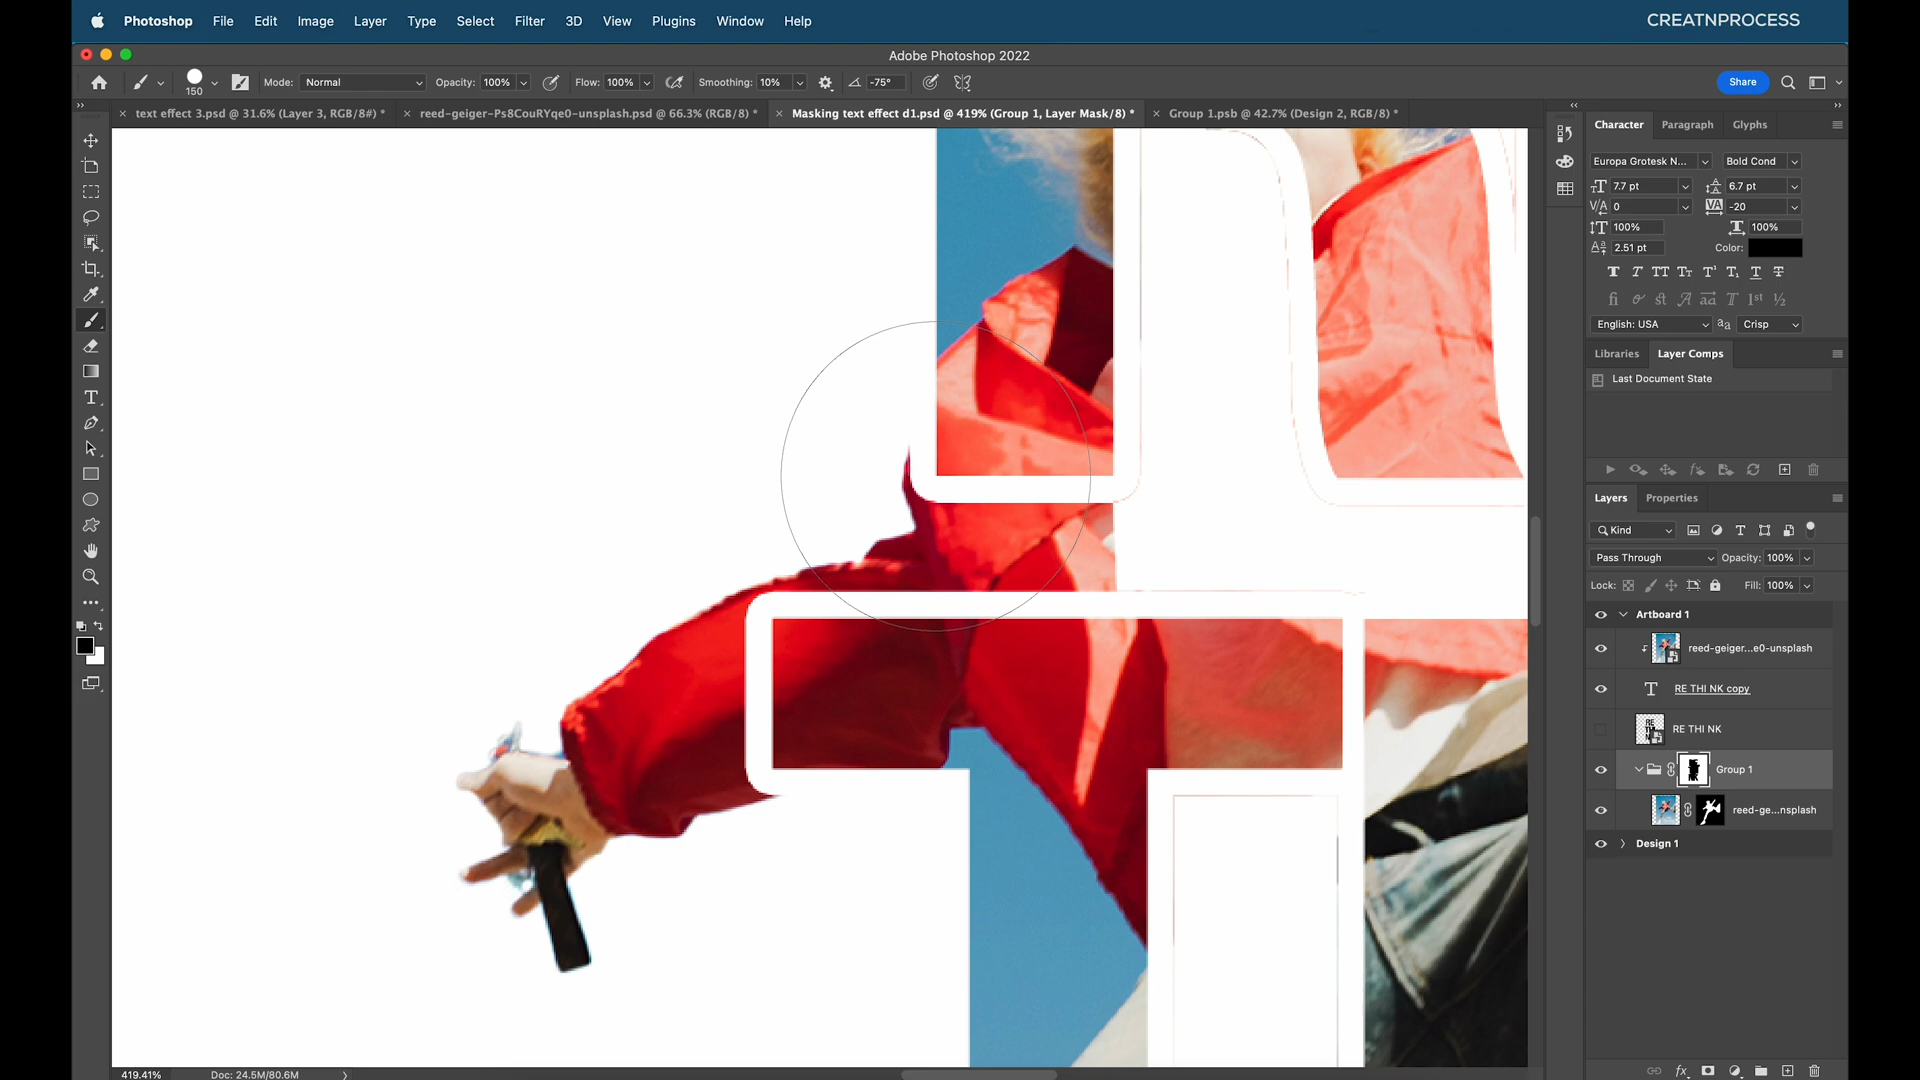 Photoshop File Edit Image Layer Type Select Filter 3D View Plugins Window Help
CREATNPROCESS
Adobe Photoshop 2022
150 Mode: Normal Opacity: 100% Flow: 100% Smoothing: 10% -75° Share
text effect 3.psd @ 31.6% (Layer 3, RGB/8#) *
reed-geiger-Ps8CouRYqe0-unsplash.psd @ 66.3% (RGB/8) *
Masking text effect d1.psd @ 419% (Group 1, Layer Mask/8) *
Group 1.psb @ 42.7% (Design 2, RGB/8) *
Character Paragraph Glyphs
Europa Grotesk N... Bold Cond
7.7 pt 6.7 pt
0 -20
100% 100%
2.51 pt Color:
English: USA Crisp
Libraries Layer Comps
Last Document State
Layers Properties
Kind
Pass Through Opacity: 100%
Lock: Fill: 100%
Artboard 1
reed-geiger...e0-unsplash
RE THI NK copy
RE THI NK
Group 1
reed-ge...nsplash
Design 1
419.41% Doc: 24.5M/80.6M